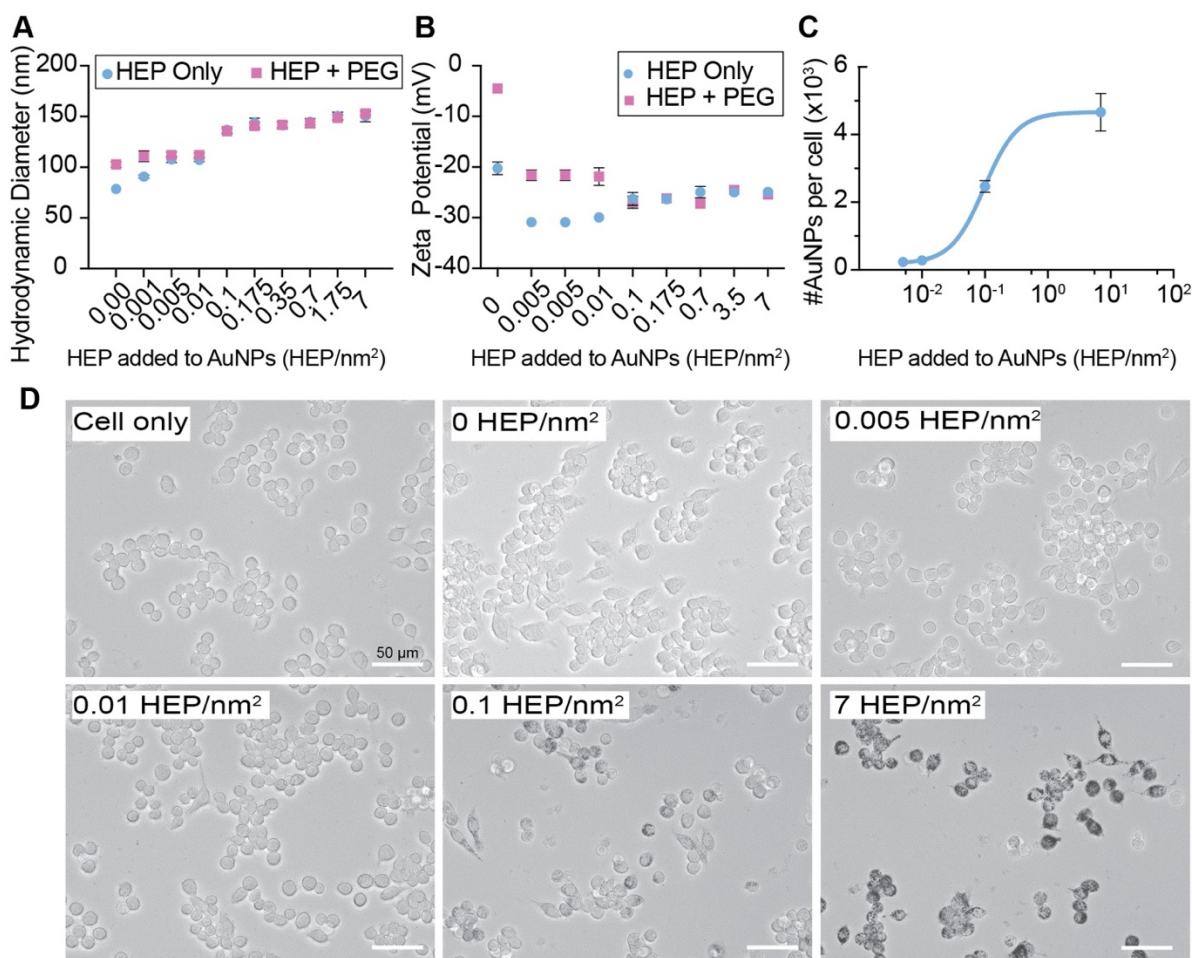 A
Hydrodynamic Diameter (nm)
200
150
100
50
0
HEP Only
HEP + PEG
0.00
0.001
0.005
0.01
0.1
0.175
0.35
0.7
1.75
7
HEP added to AuNPs (HEP/nm²)
B
Zeta Potential (mV)
0
-10
-20
-30
-40
HEP Only
HEP + PEG
0
0.005
0.005
0.01
0.1
0.175
0.7
3.5
7
HEP added to AuNPs (HEP/nm²)
C
#AuNPs per cell (x10³)
6
4
2
0
10⁻²
10⁻¹
10⁰
10¹
10²
HEP added to AuNPs (HEP/nm²)
D
Cell only
50 µm
0 HEP/nm²
0.005 HEP/nm²
0.01 HEP/nm²
0.1 HEP/nm²
7 HEP/nm²